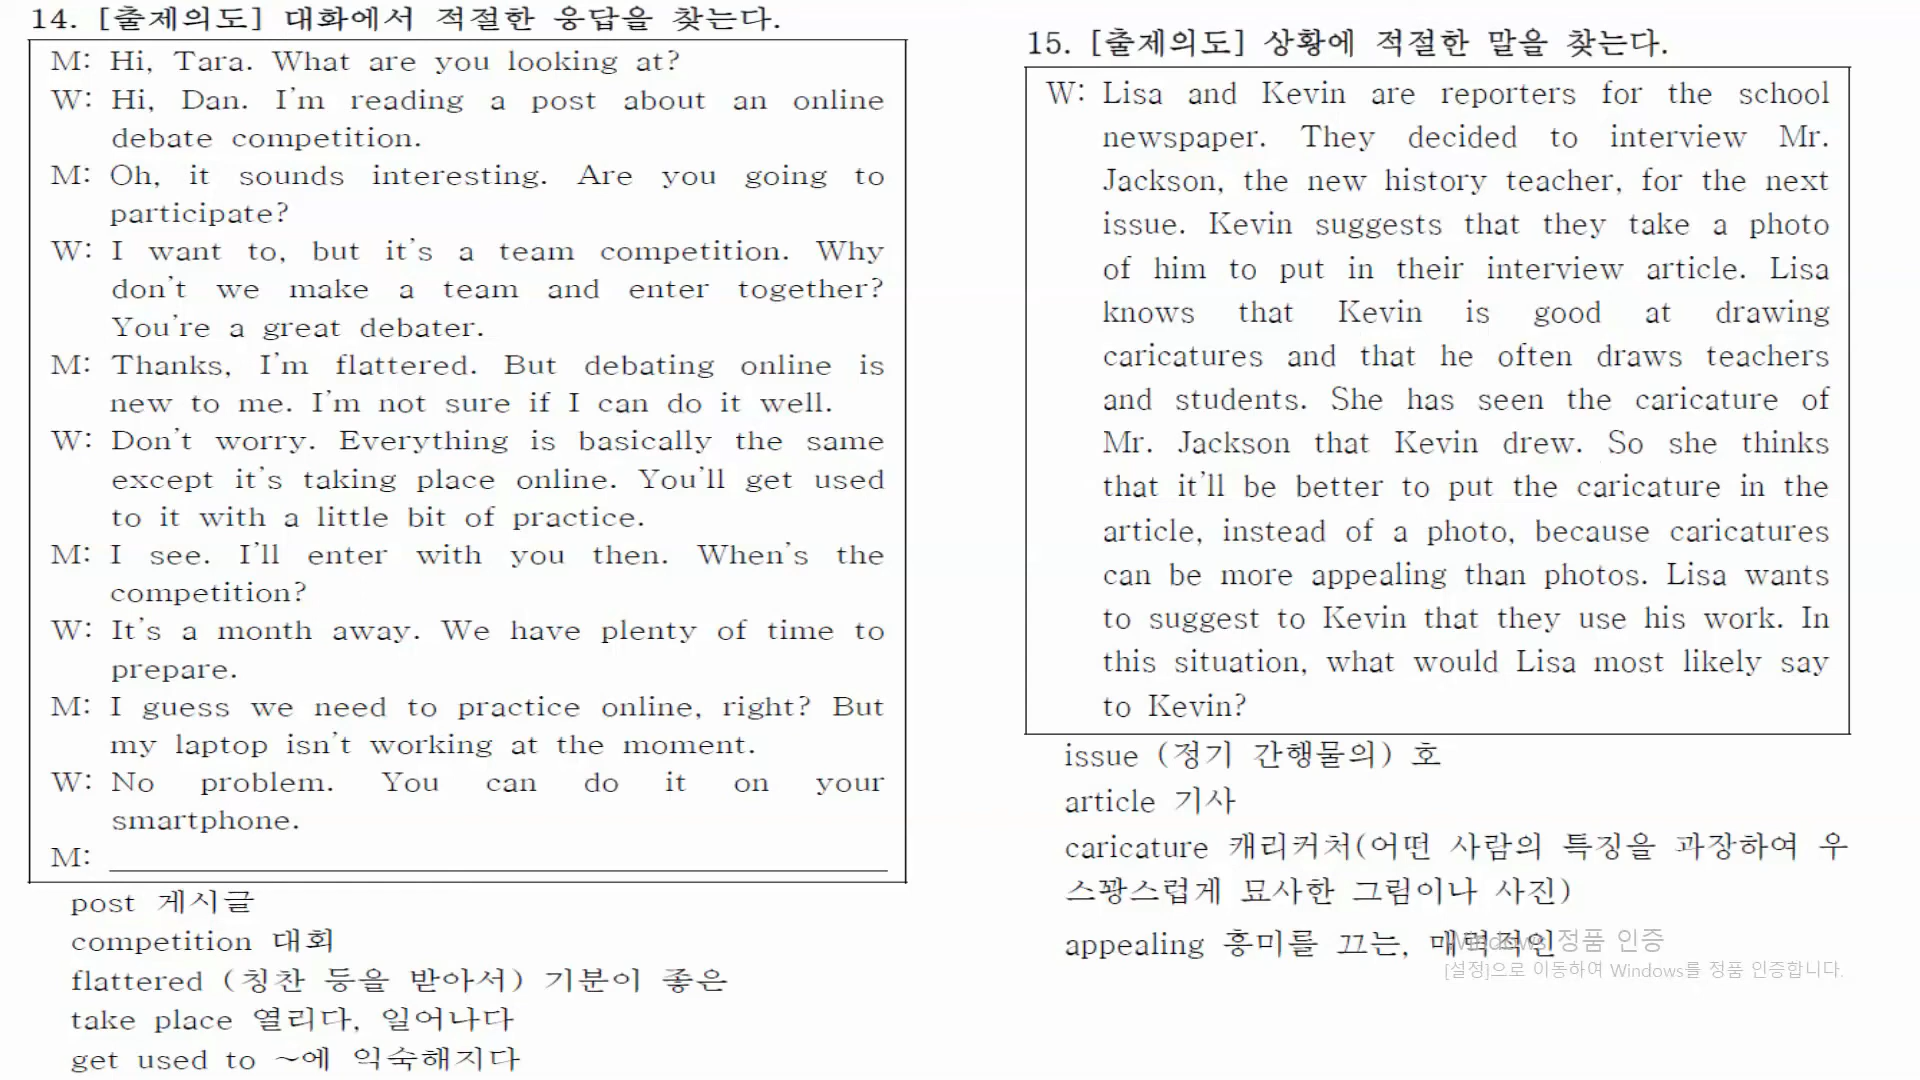 14. [출제의도] 대화에서 적절한 응답을 찾는다.
M: Hi, Tara. What are you looking at?
W: Hi, Dan. I'm reading a post about an online
debate competition.
M: Oh, it sounds interesting. Are you going to
participate?
W: I want to, but it's a team competition. Why
don't we make a team and enter together?
You're a great debater.
M: Thanks, I'm flattered. But debating online is
new to me. I'm not sure if I can do it well.
W: Don't worry. Everything is basically the same
except it's taking place online. You'll get used
to it with a little bit of practice.
M: I see. I'll enter with you then. When's the
competition?
W: It's a month away. We have plenty of time to
prepare.
M: I guess we need to practice online, right? But
my laptop isn't working at the moment.
W: No problem. You can do it on your
smartphone.
M:
post 게시글
competition 대회
flattered (칭찬 등을 받아서) 기분이 좋은
take place 열리다, 일어나다
get used to ~에 익숙해지다
15. [출제의도] 상황에 적절한 말을 찾는다.
W: Lisa and Kevin are reporters for the school
newspaper. They decided to interview Mr.
Jackson, the new history teacher, for the next
issue. Kevin suggests that they take a photo
of him to put in their interview article. Lisa
knows that Kevin is good at drawing
caricatures and that he often draws teachers
and students. She has seen the caricature of
Mr. Jackson that Kevin drew. So she thinks
that it'll be better to put the caricature in the
article, instead of a photo, because caricatures
can be more appealing than photos. Lisa wants
to suggest to Kevin that they use his work. In
this situation, what would Lisa most likely say
to Kevin?
issue (정기 간행물의) 호
article 기사
caricature 캐리커처(어떤 사람의 특징을 과장하여 우
스꽝스럽게 묘사한 그림이나 사진)
appealing 흥미를 끄는, 매력적인
Windows 정품 인증
[설정]으로 이동하여 Windows를 정품 인증합니다.